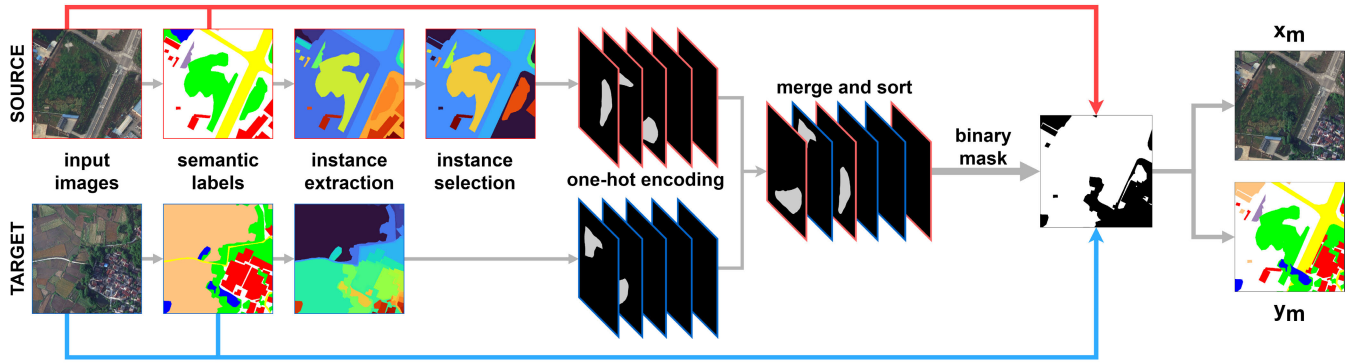 SOURCE
input
images
semantic
labels
instance
extraction
instance
selection
one-hot encoding
merge and sort
binary
mask
xm
TARGET
ym